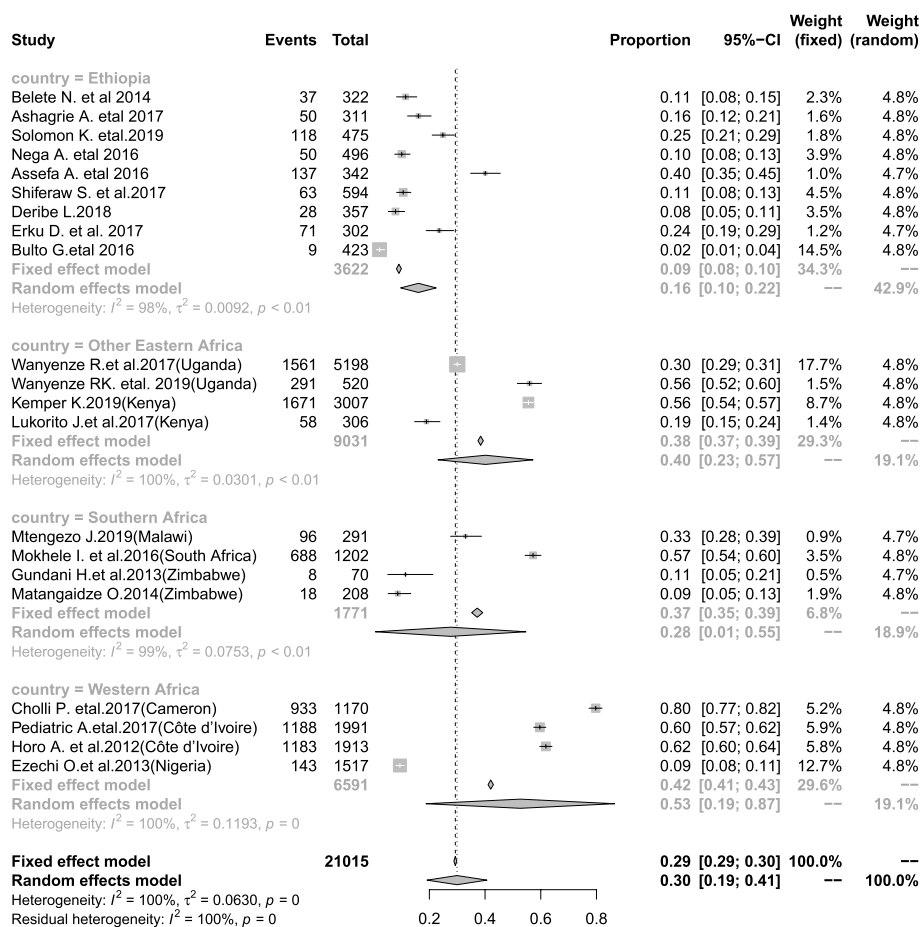 Weight Weight
Study Events Total Proportion 95%−CI (fixed) (random)
country = Ethiopia
Belete N. et al 2014 37 322 0.11 [0.08; 0.15] 2.3% 4.8%
Ashagrie A. etal 2017 50 311 0.16 [0.12; 0.21] 1.6% 4.8%
Solomon K. etal.2019 118 475 0.25 [0.21; 0.29] 1.8% 4.8%
Nega A. etal 2016 50 496 0.10 [0.08; 0.13] 3.9% 4.8%
Assefa A. etal 2016 137 342 0.40 [0.35; 0.45] 1.0% 4.7%
Shiferaw S. et al.2017 63 594 0.11 [0.08; 0.13] 4.5% 4.8%
Deribe L.2018 28 357 0.08 [0.05; 0.11] 3.5% 4.8%
Erku D. et al. 2017 71 302 0.24 [0.19; 0.29] 1.2% 4.7%
Bulto G.etal 2016 9 423 0.02 [0.01; 0.04] 14.5% 4.8%
Fixed effect model 3622 0.09 [0.08; 0.10] 34.3% −−
Random effects model 0.16 [0.10; 0.22] −− 42.9%
Heterogeneity: I² = 98%, τ² = 0.0092, p < 0.01
country = Other Eastern Africa
Wanyenze R.et al.2017(Uganda) 1561 5198 0.30 [0.29; 0.31] 17.7% 4.8%
Wanyenze RK. etal. 2019(Uganda) 291 520 0.56 [0.52; 0.60] 1.5% 4.8%
Kemper K.2019(Kenya) 1671 3007 0.56 [0.54; 0.57] 8.7% 4.8%
Lukorito J.et al.2017(Kenya) 58 306 0.19 [0.15; 0.24] 1.4% 4.8%
Fixed effect model 9031 0.38 [0.37; 0.39] 29.3% −−
Random effects model 0.40 [0.23; 0.57] −− 19.1%
Heterogeneity: I² = 100%, τ² = 0.0301, p < 0.01
country = Southern Africa
Mtengezo J.2019(Malawi) 96 291 0.33 [0.28; 0.39] 0.9% 4.7%
Mokhele I. et al.2016(South Africa) 688 1202 0.57 [0.54; 0.60] 3.5% 4.8%
Gundani H.et al.2013(Zimbabwe) 8 70 0.11 [0.05; 0.21] 0.5% 4.7%
Matangaidze O.2014(Zimbabwe) 18 208 0.09 [0.05; 0.13] 1.9% 4.8%
Fixed effect model 1771 0.37 [0.35; 0.39] 6.8% −−
Random effects model 0.28 [0.01; 0.55] −− 18.9%
Heterogeneity: I² = 99%, τ² = 0.0753, p < 0.01
country = Western Africa
Cholli P. etal.2017(Cameron) 933 1170 0.80 [0.77; 0.82] 5.2% 4.8%
Pediatric A.etal.2017(Côte d’Ivoire) 1188 1991 0.60 [0.57; 0.62] 5.9% 4.8%
Horo A. et al.2012(Côte d’Ivoire) 1183 1913 0.62 [0.60; 0.64] 5.8% 4.8%
Ezechi O.et al.2013(Nigeria) 143 1517 0.09 [0.08; 0.11] 12.7% 4.8%
Fixed effect model 6591 0.42 [0.41; 0.43] 29.6% −−
Random effects model 0.53 [0.19; 0.87] −− 19.1%
Heterogeneity: I² = 100%, τ² = 0.1193, p = 0
Fixed effect model 21015 0.29 [0.29; 0.30] 100.0% −−
Random effects model 0.30 [0.19; 0.41] −− 100.0%
Heterogeneity: I² = 100%, τ² = 0.0630, p = 0
Residual heterogeneity: I² = 100%, p = 0 0.2 0.4 0.6 0.8